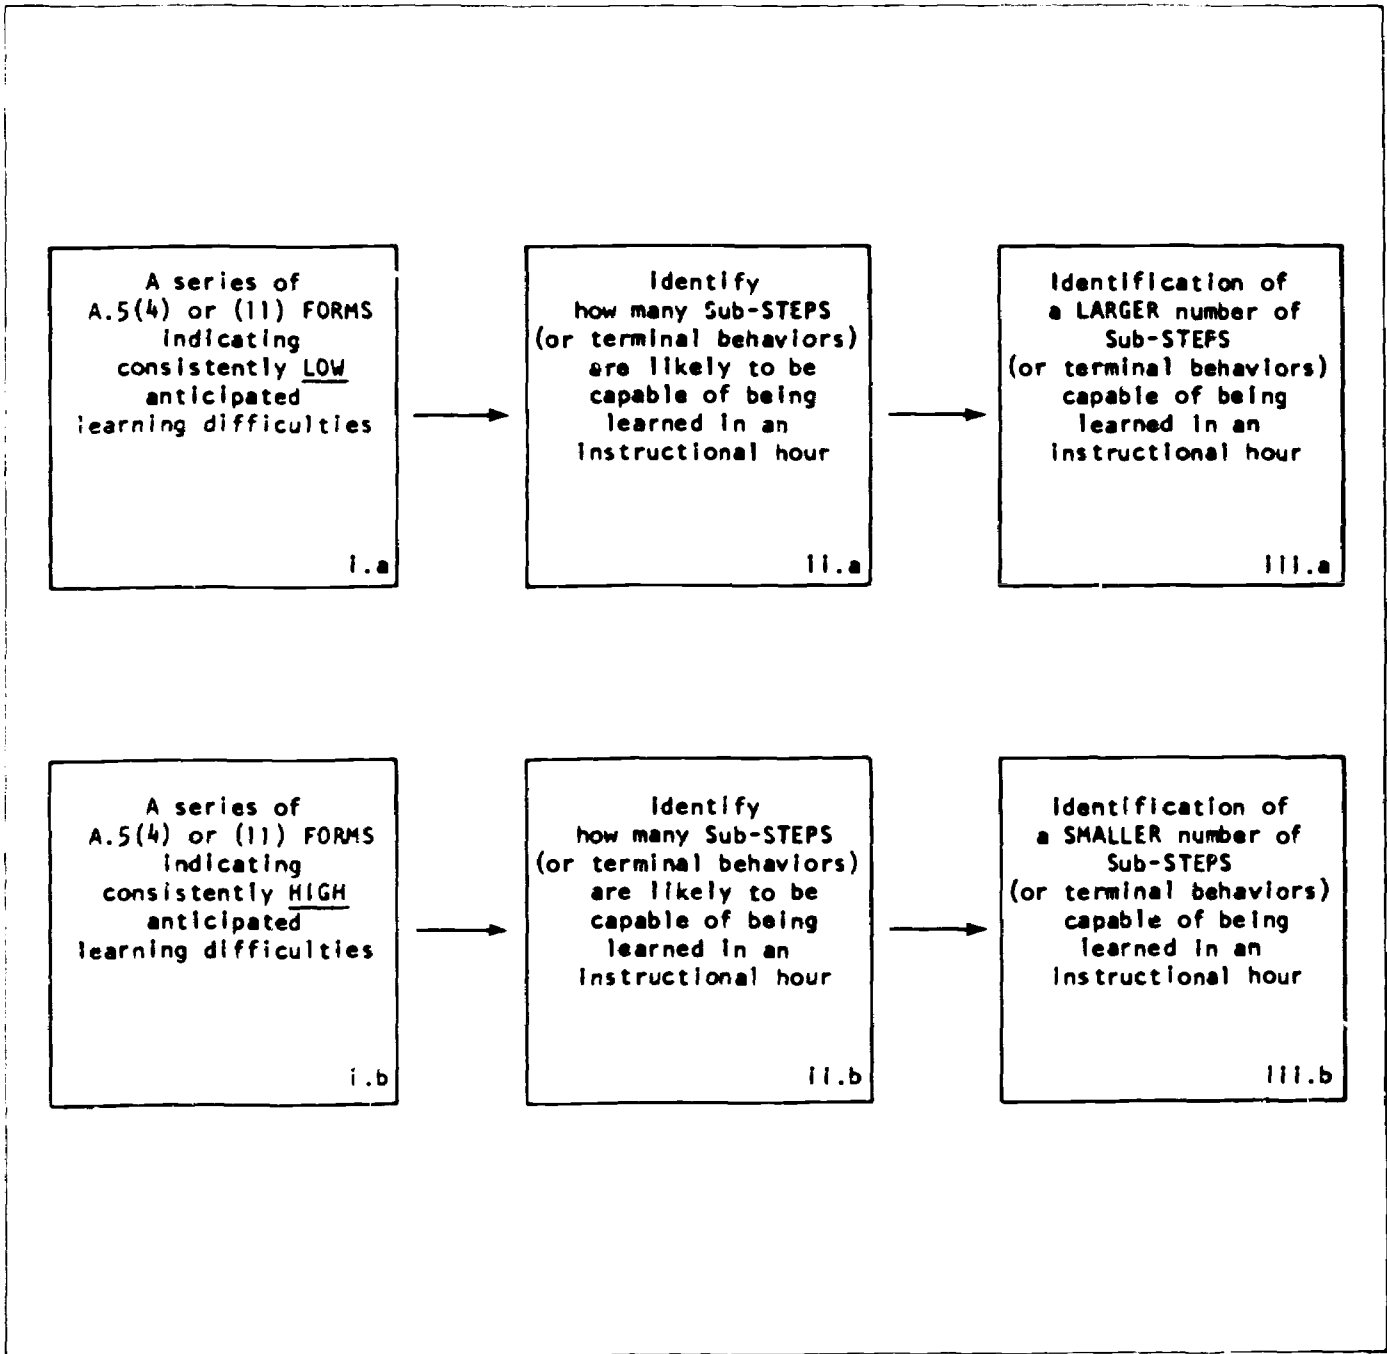 A series of
A.5(4) or (11) FORMS
indicating
consistently LOW
anticipated
learning difficulties
i.a
Identify
how many Sub-STEPS
(or terminal behaviors)
are likely to be
capable of being
learned in an
instructional hour
ii.a
Identification of
a LARGER number of
Sub-STEPS
(or terminal behaviors)
capable of being
learned in an
instructional hour
iii.a
A series of
A.5(4) or (11) FORMS
indicating
consistently HIGH
anticipated
learning difficulties
i.b
Identify
how many Sub-STEPS
(or terminal behaviors)
are likely to be
capable of being
learned in an
instructional hour
ii.b
Identification of
a SMALLER number of
Sub-STEPS
(or terminal behaviors)
capable of being
learned in an
instructional hour
iii.b